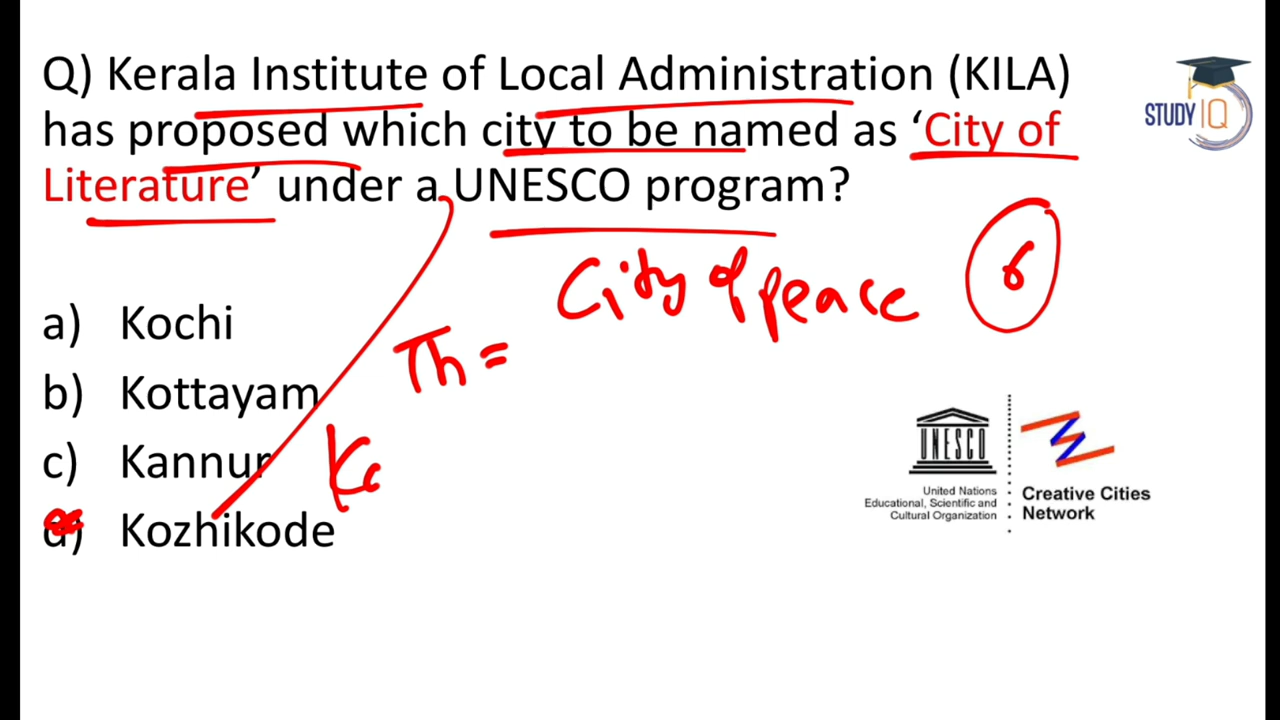 Q) Kerala Institute of Local Administration (KILA)
has proposed which city to be named as ‘City of
Literature’ under a UNESCO program?
STUDY IQ
City of peace
6
a) Kochi
Th =
b) Kottayam
c) Kannur
d) Kozhikode
UNESCO
United Nations
Educational, Scientific and
Cultural Organization
Creative Cities
Network